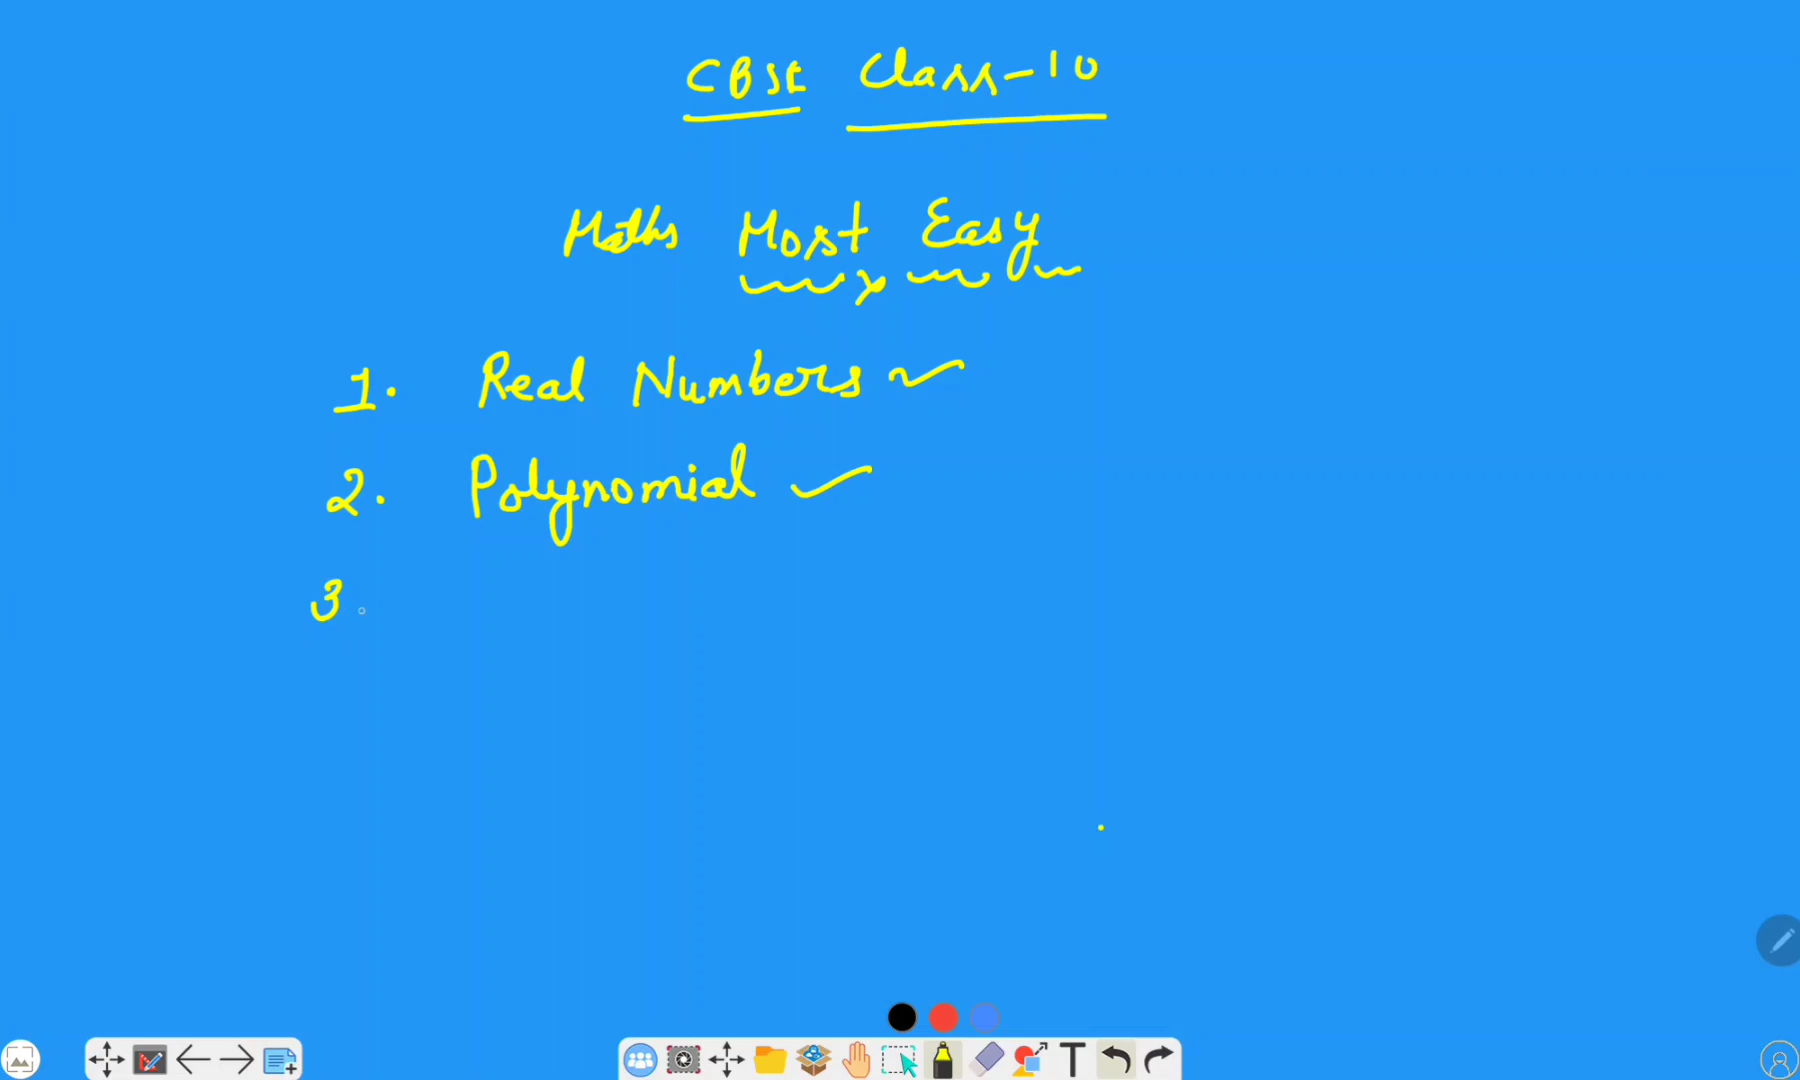 CBSE Class-10
Maths Most Easy
1. Real Numbers
2. Polynomial
3.